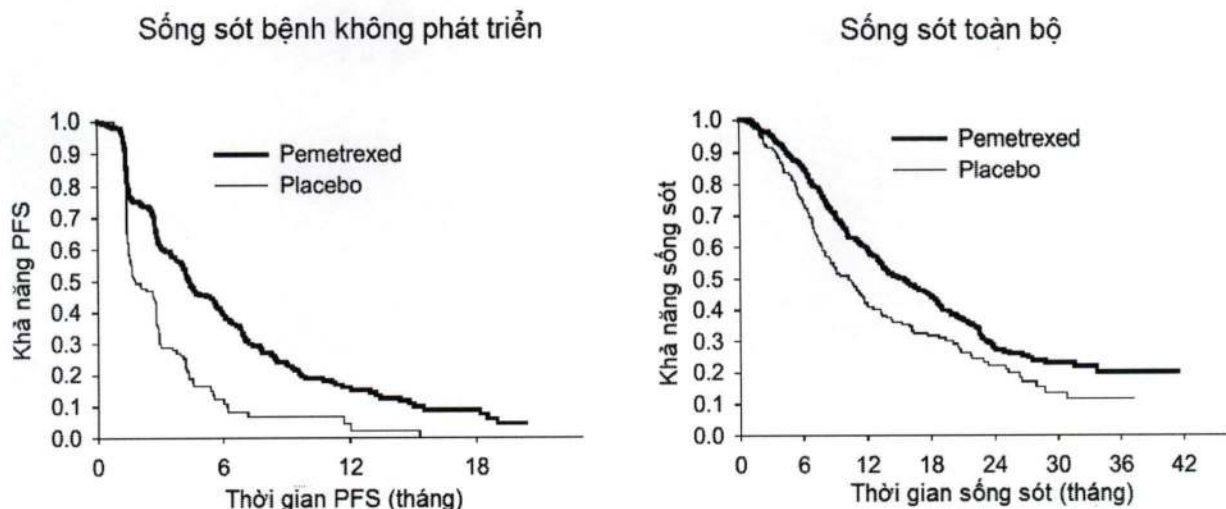 Sống sót bệnh không phát triển
Khả năng PFS
1.0
0.9
0.8
0.7
0.6
0.5
0.4
0.3
0.2
0.1
0.0
Pemetrexed
Placebo
0 6 12 18
Thời gian PFS (tháng)
Sống sót toàn bộ
Khả năng sống sót
1.0
0.9
0.8
0.7
0.6
0.5
0.4
0.3
0.2
0.1
0.0
Pemetrexed
Placebo
0 6 12 18 24 30 36 42
Thời gian sống sót (tháng)